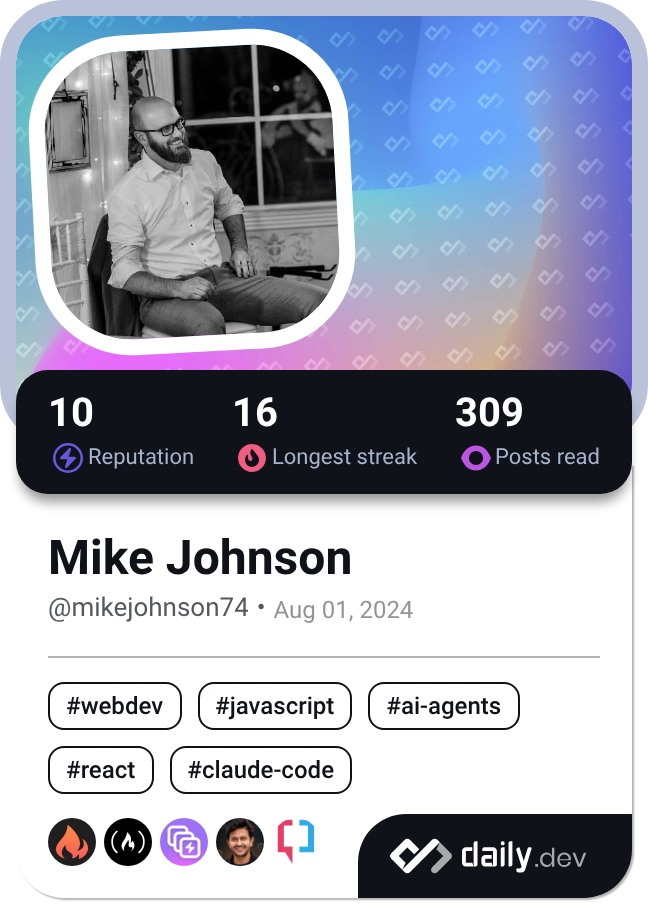 10 16 309
Reputation Longest streak Posts read
Mike Johnson
@mikejohnson74 • Aug 01, 2024
#webdev #javascript #ai-agents
#react #claude-code
daily.dev